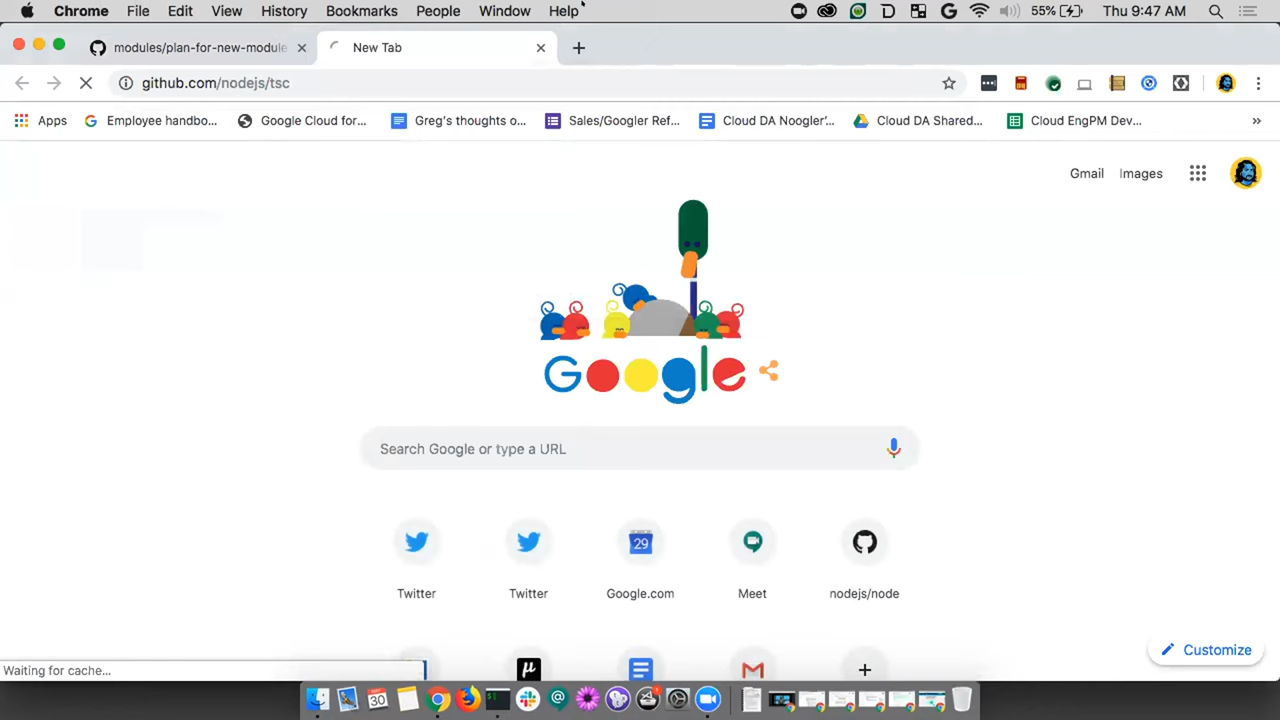 Chrome File Edit View History Bookmarks People Window Help 55% Thu 9:47 AM
modules/plan-for-new-module New Tab
github.com/nodejs/tsc
Apps Employee handbo... Google Cloud for... Greg's thoughts o... Sales/Googler Ref... Cloud DA Noogler'... Cloud DA Shared... Cloud EngPM Dev... »
Gmail Images
Google
Search Google or type a URL
29
Twitter Twitter Google.com Meet nodejs/node
Customize
Waiting for cache...
30